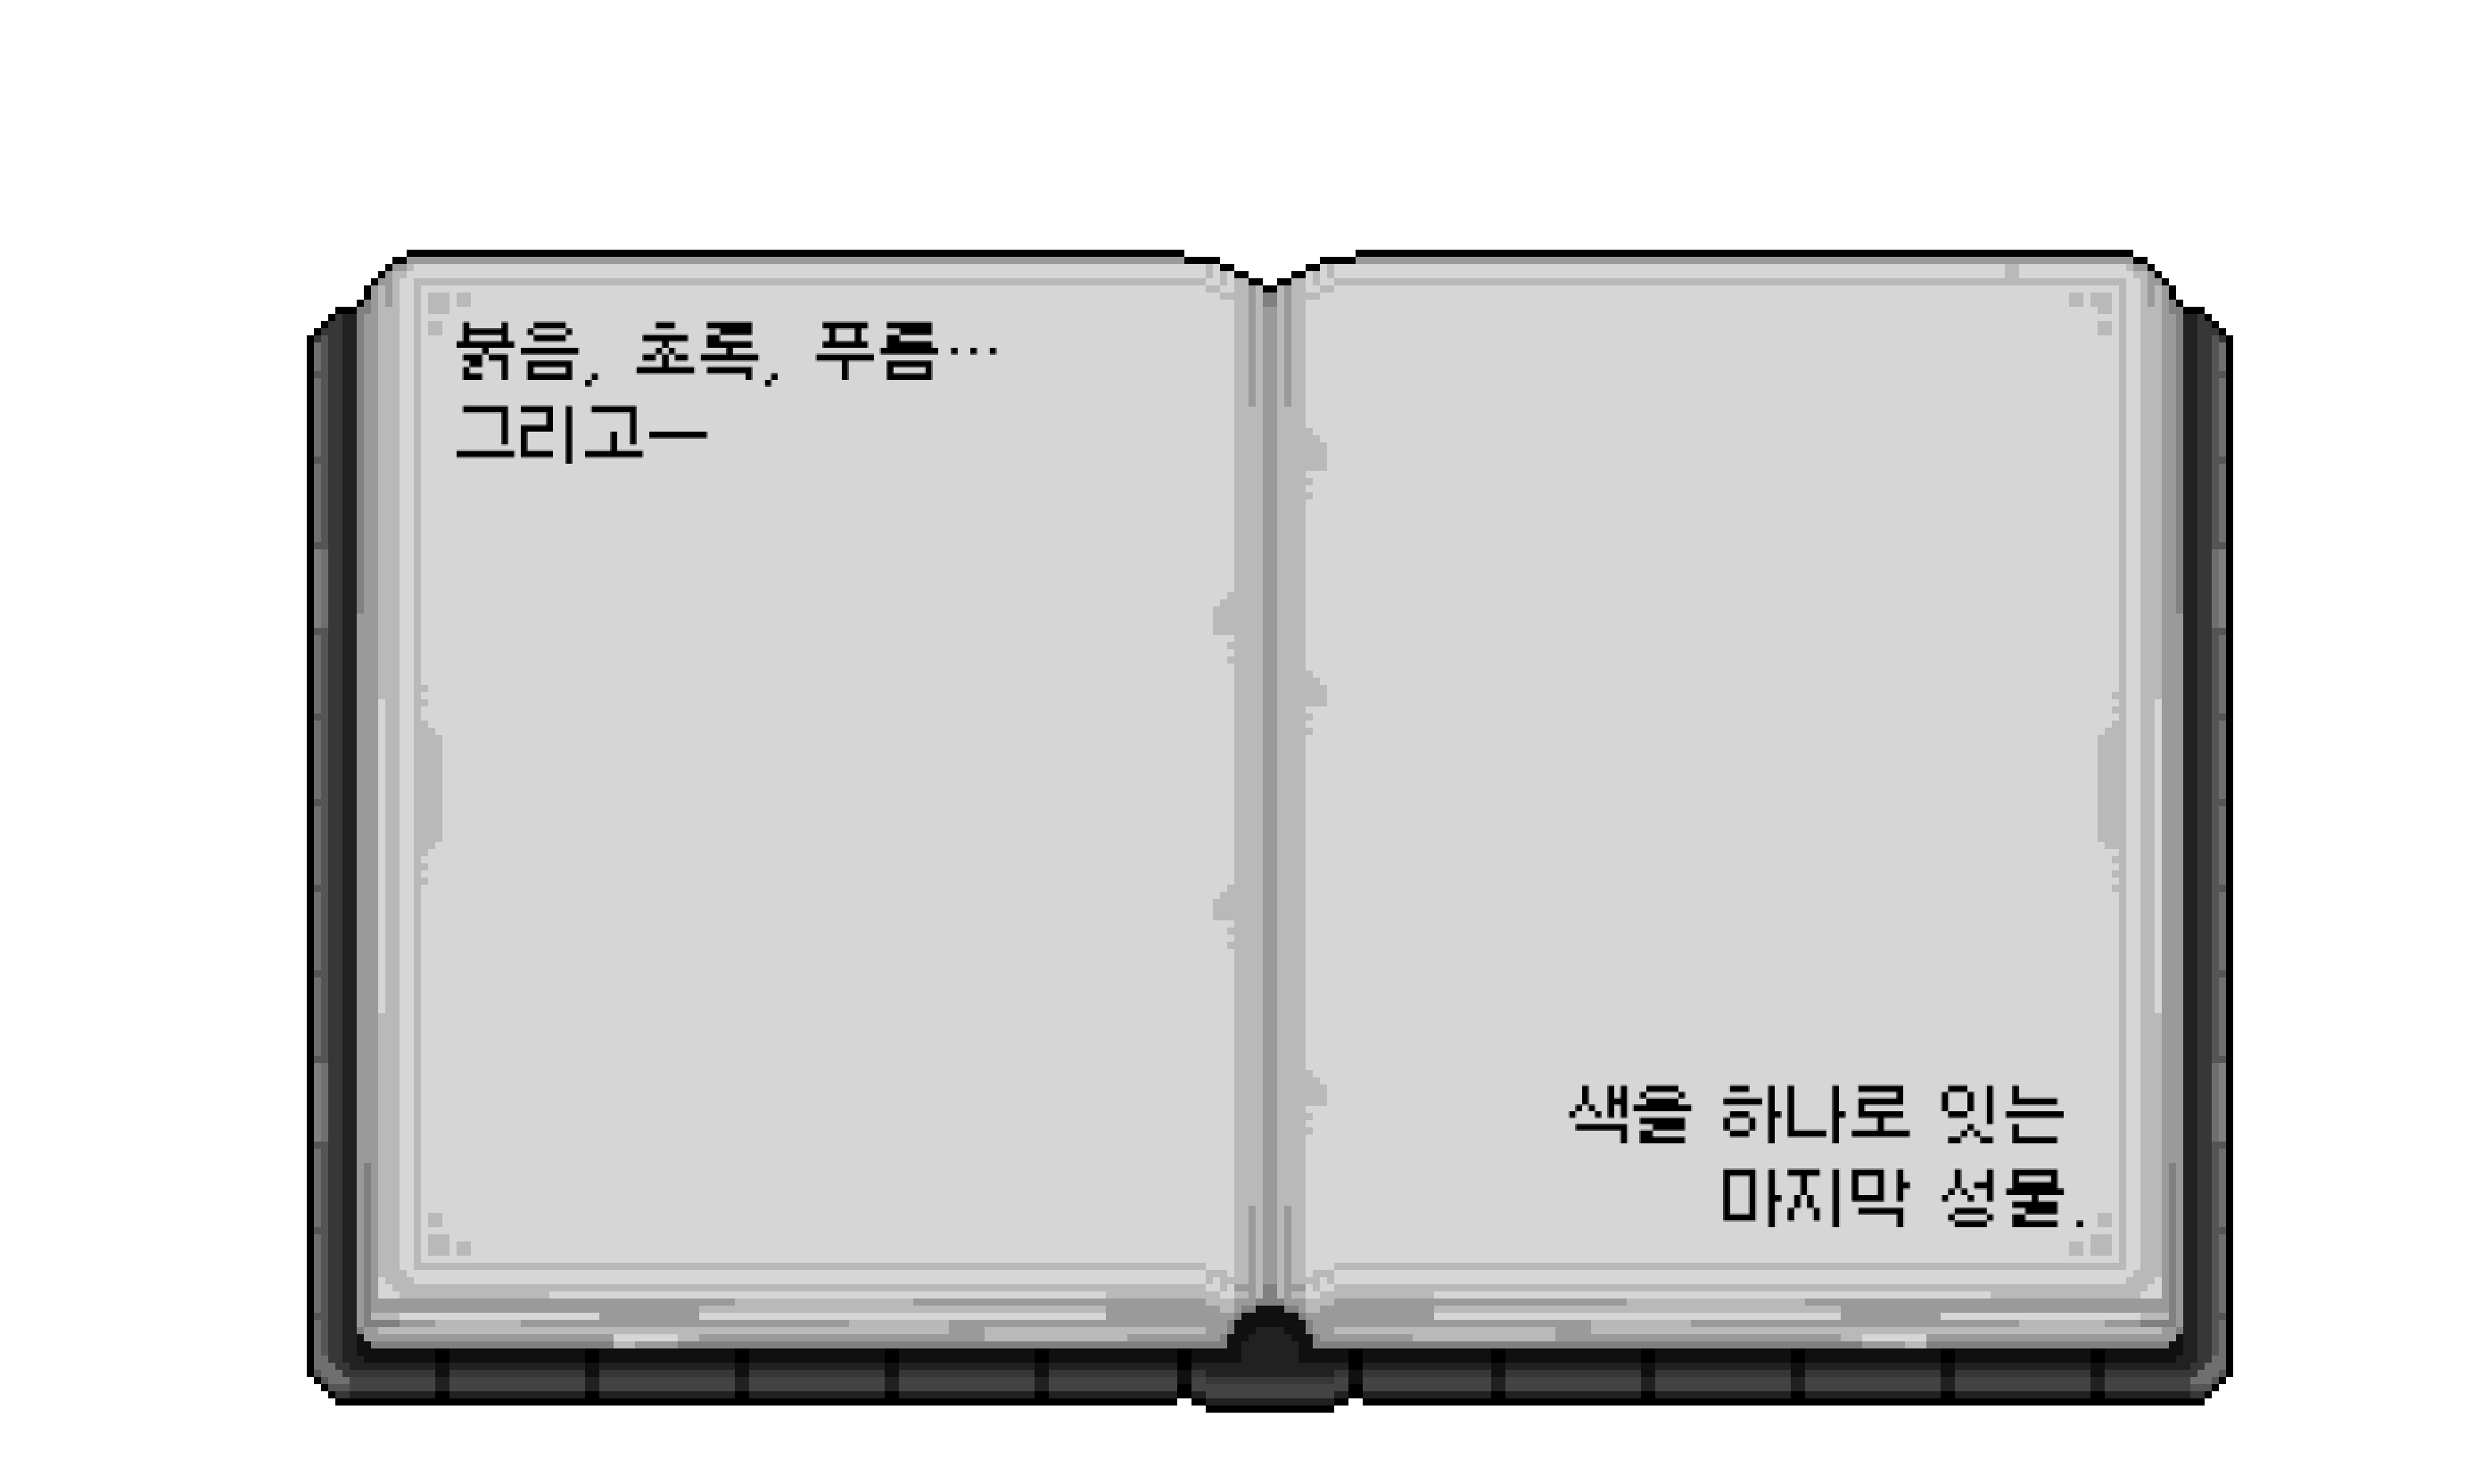 붉음, 초록, 푸름…
그리고—
색을 하나로 잇는
마지막 성물.